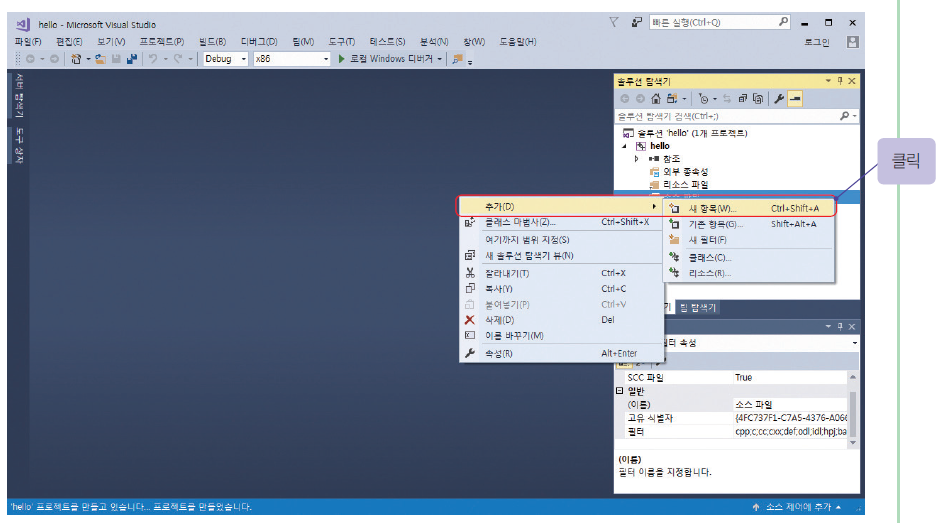 hello - Microsoft Visual Studio
빠른 실행(Ctrl+Q)
파일(F) 편집(E) 보기(V) 프로젝트(P) 빌드(B) 디버그(D) 팀(M) 도구(T) 테스트(S) 분석(N) 창(W) 도움말(H)
로그인
Debug x86 로컬 Windows 디버거
서버 탐색기
도구 상자
솔루션 탐색기
솔루션 탐색기 검색(Ctrl+;)
솔루션 'hello' (1개 프로젝트)
hello
참조
외부 종속성
리소스 파일
클릭
추가(D)
클래스 마법사(Z)... Ctrl+Shift+X
여기까지 범위 지정(S)
새 솔루션 탐색기 뷰(N)
잘라내기(T) Ctrl+X
복사(Y) Ctrl+C
붙여넣기(P) Ctrl+V
삭제(D) Del
이름 바꾸기(M)
속성(R) Alt+Enter
새 항목(W)... Ctrl+Shift+A
기존 항목(G)... Shift+Alt+A
새 필터(F)
클래스(C)...
리소스(R)...
팀 탐색기
속성
SCC 파일 True
일반
(이름) 소스 파일
고유 식별자 {4FC737F1-C7A5-4376-A066
필터 cpp;c;cc;cxx;def;odl;idl;hpj;ba
(이름)
필터 이름을 지정합니다.
'hello' 프로젝트를 만들고 있습니다... 프로젝트를 만들었습니다.
소스 제어에 추가